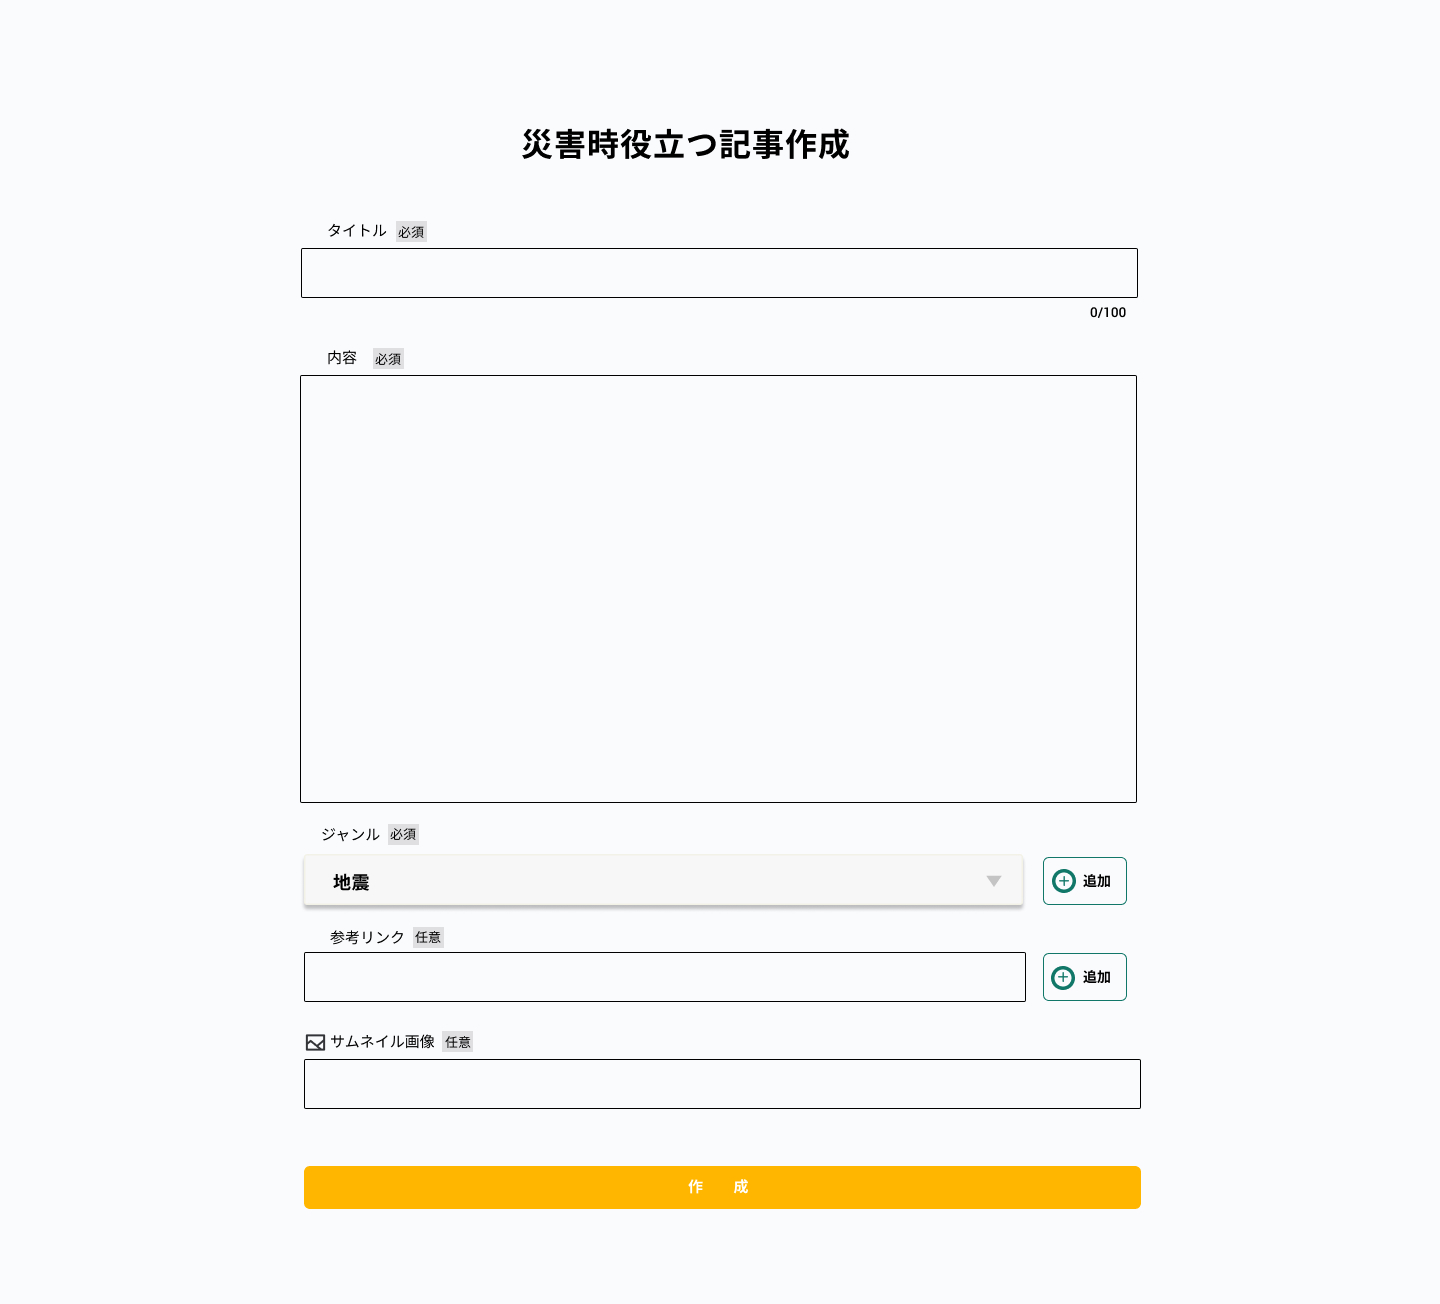 災害時役立つ記事作成
タイトル 必須
0/100
内容 必須
ジャンル 必須
地震 ▼ 追加
参考リンク 任意
追加
サムネイル画像 任意
作 成